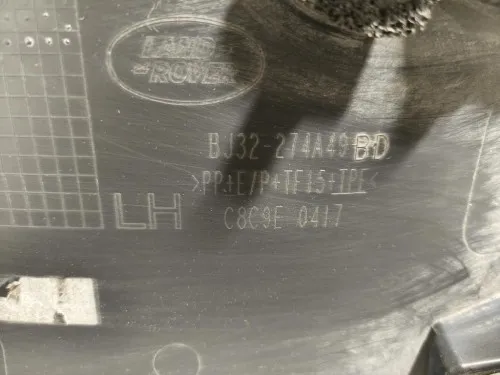 LAND-
-ROVER
BJ32-274A49 BD
>PP+E/P+TF15+TPE<
LH
C8C9E 0417